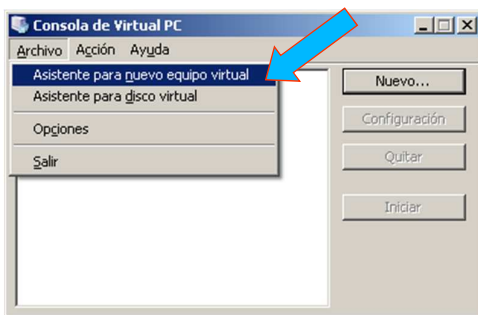 Consola de Virtual PC
Archivo Acción Ayuda
Asistente para nuevo equipo virtual
Asistente para disco virtual
Opciones
Salir
Nuevo...
Configuración
Quitar
Iniciar